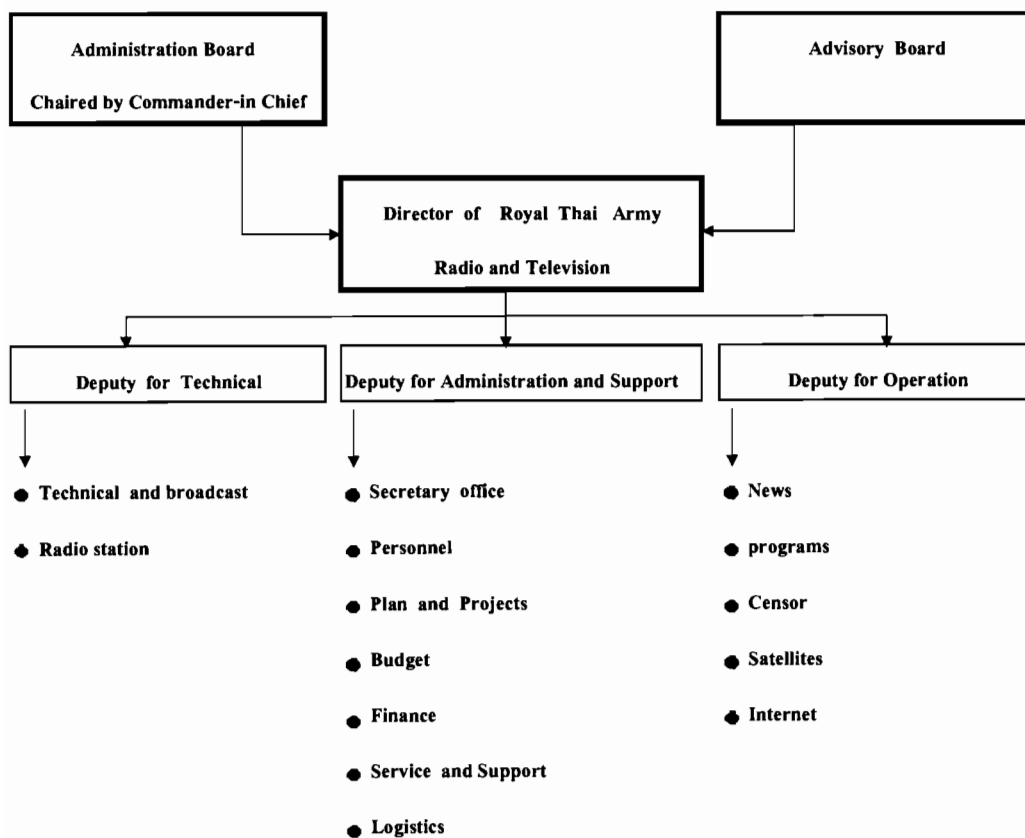 Administration Board
Chaired by Commander-in Chief
Advisory Board
Director of Royal Thai Army
Radio and Television
Deputy for Technical
Deputy for Administration and Support
Deputy for Operation
Technical and broadcast
Radio station
Secretary office
Personnel
Plan and Projects
Budget
Finance
Service and Support
Logistics
News
programs
Censor
Satellites
Internet